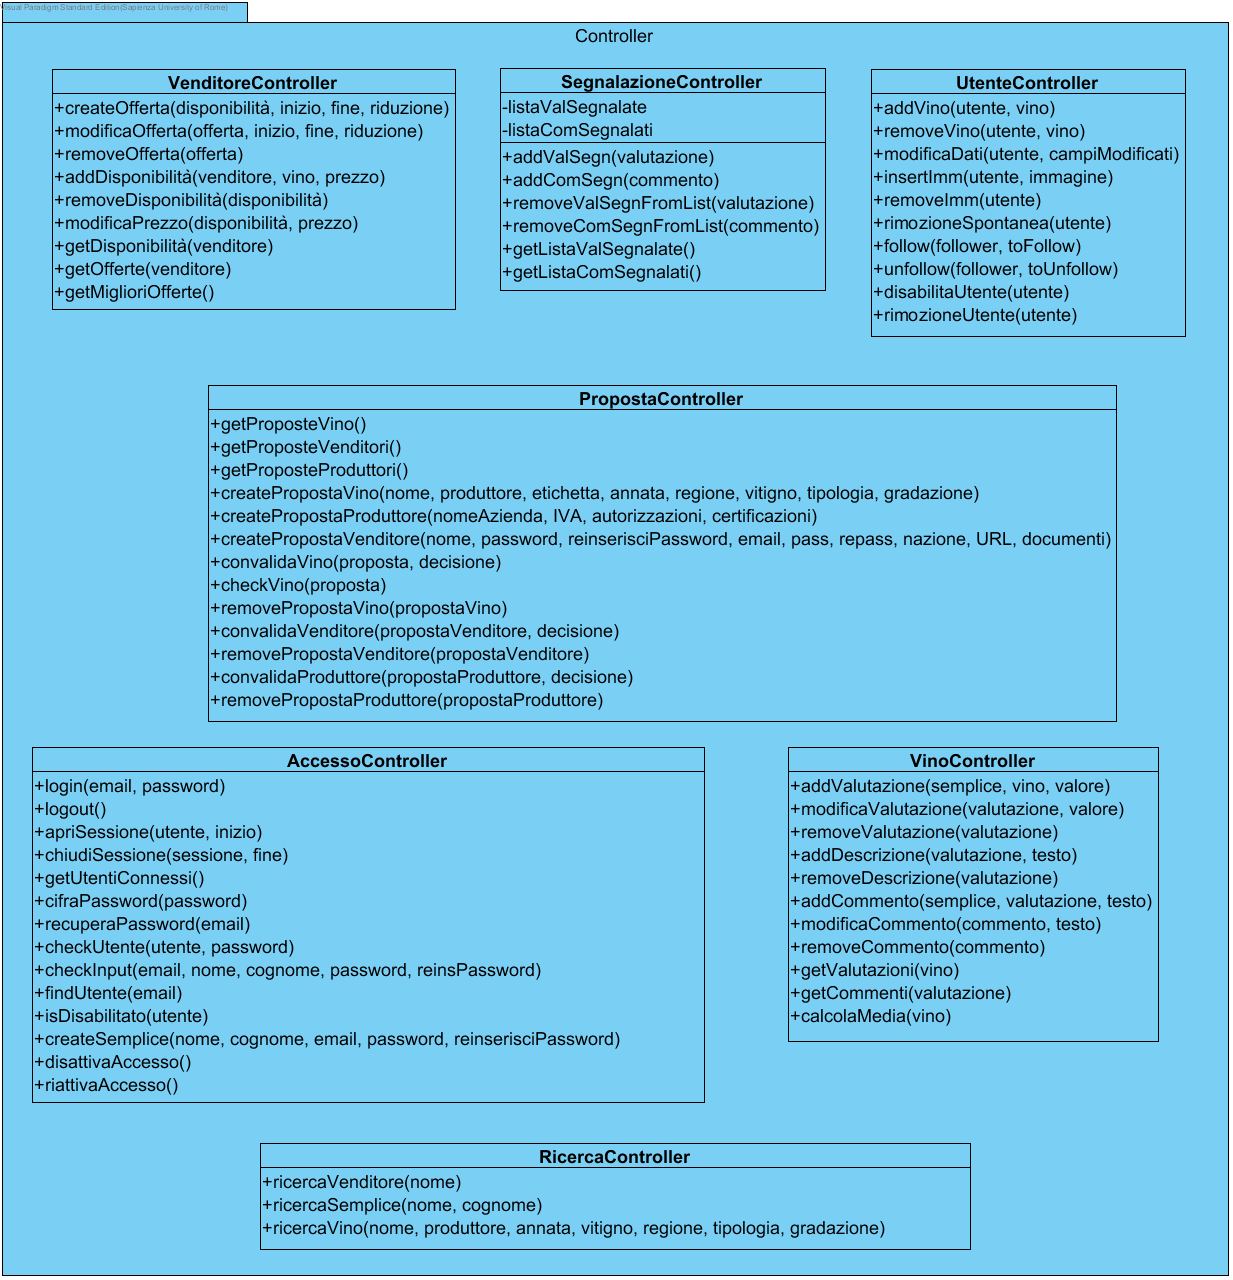 Visual Paradigm Standard Edition(Sapienza University of Rome)
Controller
VenditoreController
+createOfferta(disponibilità, inizio, fine, riduzione)
+modificaOfferta(offerta, inizio, fine, riduzione)
+removeOfferta(offerta)
+addDisponibilità(venditore, vino, prezzo)
+removeDisponibilità(disponibilità)
+modificaPrezzo(disponibilità, prezzo)
+getDisponibilità(venditore)
+getOfferte(venditore)
+getMiglioriOfferte()
SegnalazioneController
-listaValSegnalate
-listaComSegnalati
+addValSegn(valutazione)
+addComSegn(commento)
+removeValSegnFromList(valutazione)
+removeComSegnFromList(commento)
+getListaValSegnalate()
+getListaComSegnalati()
UtenteController
+addVino(utente, vino)
+removeVino(utente, vino)
+modificaDati(utente, campiModificati)
+insertImm(utente, immagine)
+removeImm(utente)
+rimozioneSpontanea(utente)
+follow(follower, toFollow)
+unfollow(follower, toUnfollow)
+disabilitaUtente(utente)
+rimozioneUtente(utente)
PropostaController
+getProposteVino()
+getProposteVenditori()
+getProposteProduttori()
+createPropostaVino(nome, produttore, etichetta, annata, regione, vitigno, tipologia, gradazione)
+createPropostaProduttore(nomeAzienda, IVA, autorizzazioni, certificazioni)
+createPropostaVenditore(nome, password, reinserisciPassword, email, pass, repass, nazione, URL, documenti)
+convalidaVino(proposta, decisione)
+checkVino(proposta)
+removePropostaVino(propostaVino)
+convalidaVenditore(propostaVenditore, decisione)
+removePropostaVenditore(propostaVenditore)
+convalidaProduttore(propostaProduttore, decisione)
+removePropostaProduttore(propostaProduttore)
AccessoController
+login(email, password)
+logout()
+apriSessione(utente, inizio)
+chiudiSessione(sessione, fine)
+getUtentiConnessi()
+cifraPassword(password)
+recuperaPassword(email)
+checkUtente(utente, password)
+checkInput(email, nome, cognome, password, reinsPassword)
+findUtente(email)
+isDisabilitato(utente)
+createSemplice(nome, cognome, email, password, reinserisciPassword)
+disattivaAccesso()
+riattivaAccesso()
VinoController
+addValutazione(semplice, vino, valore)
+modificaValutazione(valutazione, valore)
+removeValutazione(valutazione)
+addDescrizione(valutazione, testo)
+removeDescrizione(valutazione)
+addCommento(semplice, valutazione, testo)
+modificaCommento(commento, testo)
+removeCommento(commento)
+getValutazioni(vino)
+getCommenti(valutazione)
+calcolaMedia(vino)
RicercaController
+ricercaVenditore(nome)
+ricercaSemplice(nome, cognome)
+ricercaVino(nome, produttore, annata, vitigno, regione, tipologia, gradazione)